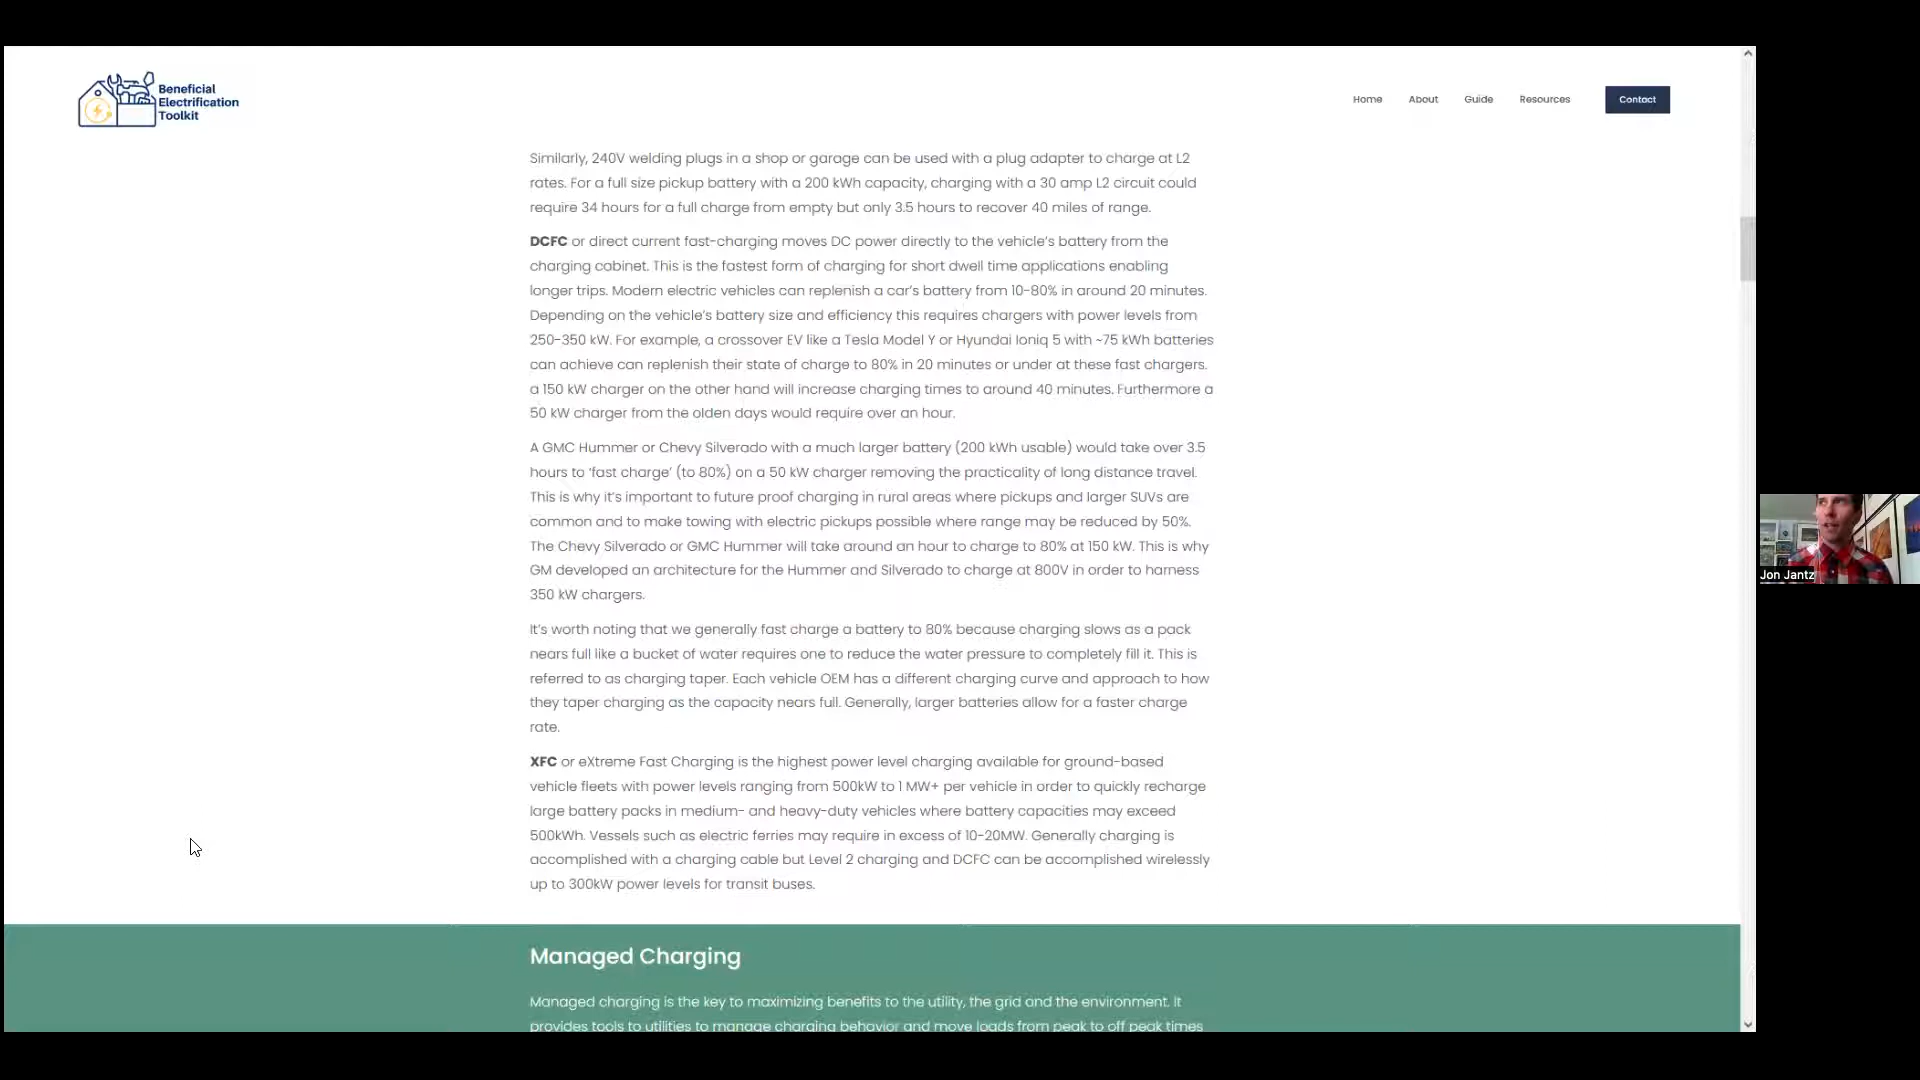 Beneficial
Electrification
Toolkit
Home
About
Guide
Resources
Contact
Similarly, 240V welding plugs in a shop or garage can be used with a plug adapter to charge at L2
rates. For a full size pickup battery with a 200 kWh capacity, charging with a 30 amp L2 circuit could
require 34 hours for a full charge from empty but only 3.5 hours to recover 40 miles of range.
DCFC or direct current fast-charging moves DC power directly to the vehicle's battery from the
charging cabinet. This is the fastest form of charging for short dwell time applications enabling
longer trips. Modern electric vehicles can replenish a car's battery from 10-80% in around 20 minutes.
Depending on the vehicle's battery size and efficiency this requires chargers with power levels from
250-350 kW. For example, a crossover EV like a Tesla Model Y or Hyundai Ioniq 5 with ~75 kWh batteries
can achieve can replenish their state of charge to 80% in 20 minutes or under at these fast chargers.
a 150 kW charger on the other hand will increase charging times to around 40 minutes. Furthermore a
50 kW charger from the olden days would require over an hour.
A GMC Hummer or Chevy Silverado with a much larger battery (200 kWh usable) would take over 3.5
hours to 'fast charge' (to 80%) on a 50 kW charger removing the practicality of long distance travel.
This is why it's important to future proof charging in rural areas where pickups and larger SUVs are
common and to make towing with electric pickups possible where range may be reduced by 50%.
The Chevy Silverado or GMC Hummer will take around an hour to charge to 80% at 150 kW. This is why
GM developed an architecture for the Hummer and Silverado to charge at 800V in order to harness
350 kW chargers.
It's worth noting that we generally fast charge a battery to 80% because charging slows as a pack
nears full like a bucket of water requires one to reduce the water pressure to completely fill it. This is
referred to as charging taper. Each vehicle OEM has a different charging curve and approach to how
they taper charging as the capacity nears full. Generally, larger batteries allow for a faster charge
rate.
XFC or eXtreme Fast Charging is the highest power level charging available for ground-based
vehicle fleets with power levels ranging from 500kW to 1 MW+ per vehicle in order to quickly recharge
large battery packs in medium- and heavy-duty vehicles where battery capacities may exceed
500kWh. Vessels such as electric ferries may require in excess of 10-20MW. Generally charging is
accomplished with a charging cable but Level 2 charging and DCFC can be accomplished wirelessly
up to 300kW power levels for transit buses.
Managed Charging
Managed charging is the key to maximizing benefits to the utility, the grid and the environment. It
provides tools to utilities to manage charging behavior and move loads from peak to off peak times
Jon Jantz